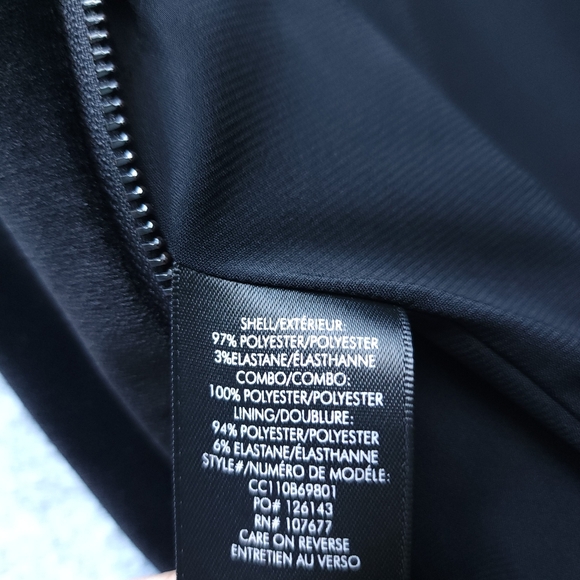 SHELL/EXTÉRIEUR:
97% POLYESTER/POLYESTER
3%ELASTANE/ÉLASTHANNE
COMBO/COMBO:
100% POLYESTER/POLYESTER
LINING/DOUBLURE:
94% POLYESTER/POLYESTER
6% ELASTANE/ÉLASTHANNE
STYLE#/NUMÉRO DE MODÉLE:
CC110B69801
PO# 126143
RN# 107677
CARE ON REVERSE
ENTRETIEN AU VERSO